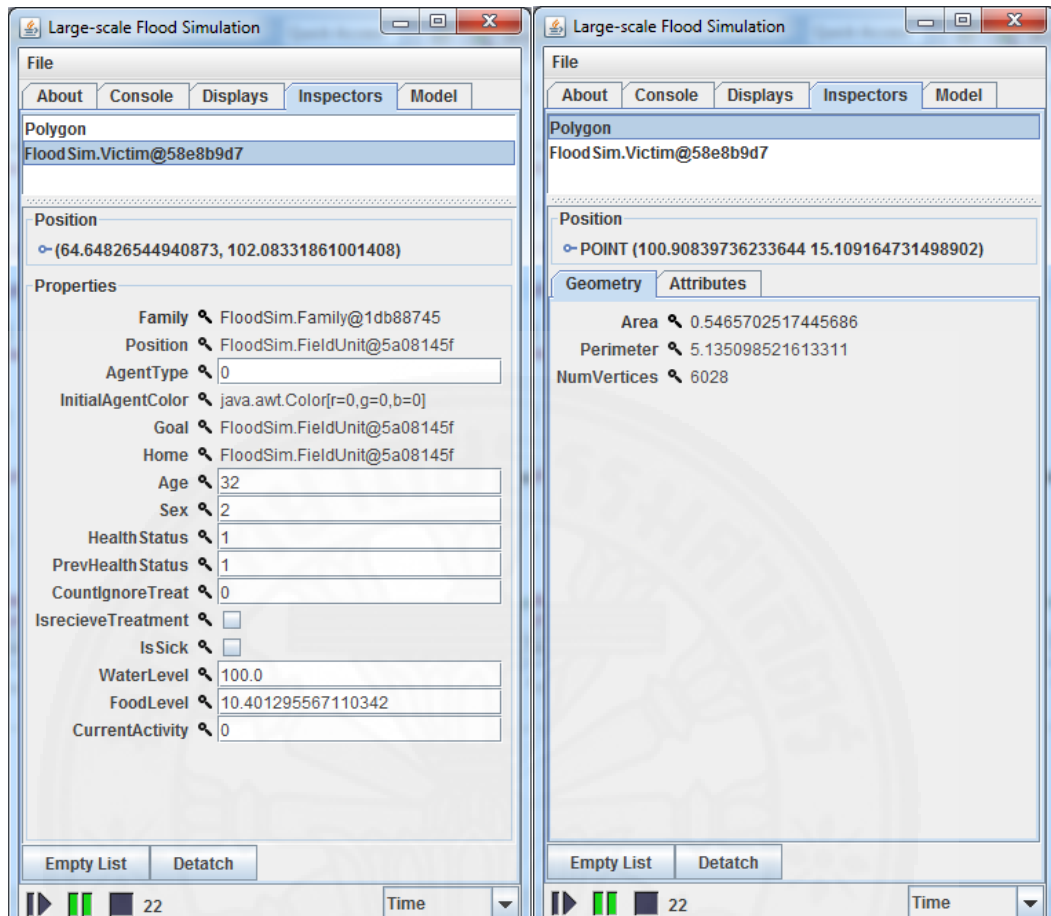 Large-scale Flood Simulation
File
About Console Displays Inspectors Model
Polygon
FloodSim.Victim@58e8b9d7
Position
(64.64826544940873, 102.08331861001408)
Properties
Family FloodSim.Family@1db88745
Position FloodSim.FieldUnit@5a08145f
AgentType 0
InitialAgentColor java.awt.Color[r=0,g=0,b=0]
Goal FloodSim.FieldUnit@5a08145f
Home FloodSim.FieldUnit@5a08145f
Age 32
Sex 2
HealthStatus 1
PrevHealthStatus 1
CountIgnoreTreat 0
IsrecieveTreatment
IsSick
WaterLevel 100.0
FoodLevel 10.401295567110342
CurrentActivity 0
Empty List Detatch
22 Time
Large-scale Flood Simulation
File
About Console Displays Inspectors Model
Polygon
FloodSim.Victim@58e8b9d7
Position
POINT (100.90839736233644 15.109164731498902)
Geometry Attributes
Area 0.5465702517445686
Perimeter 5.135098521613311
NumVertices 6028
Empty List Detatch
22 Time